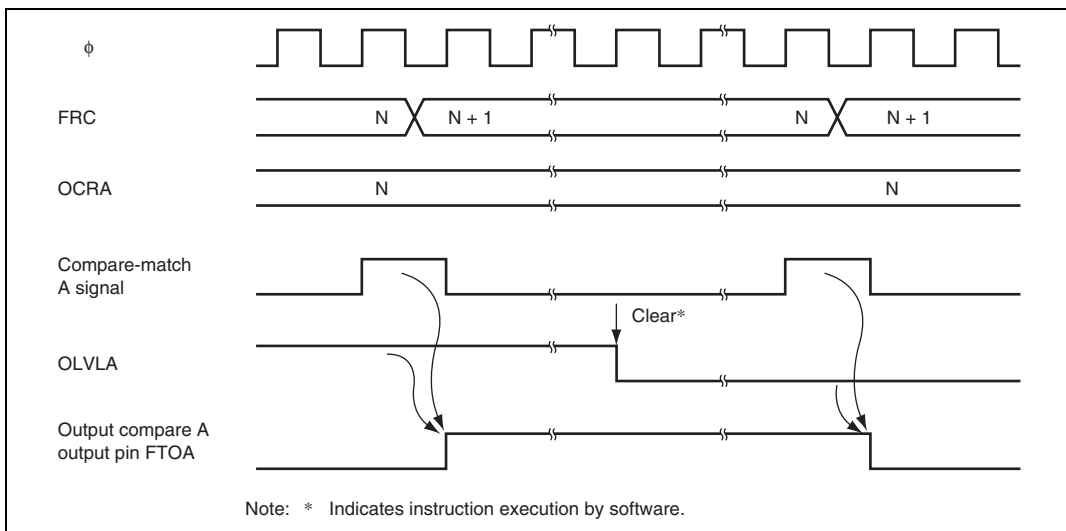 ϕ
FRC N N + 1 N N + 1
OCRA N N
Compare-match
A signal
Clear*
OLVLA
Output compare A
output pin FTOA
Note: * Indicates instruction execution by software.